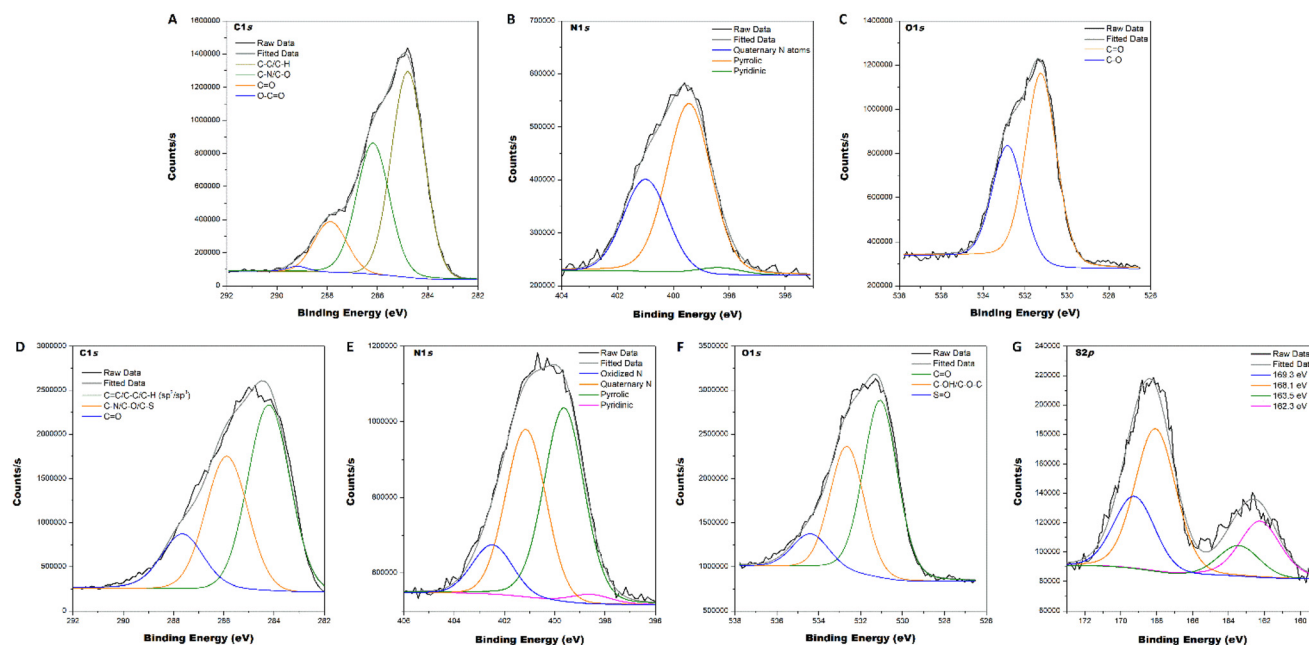 A
C1s
Raw Data
Fitted Data
C-C/C-H
C-N/C-O
C=O
O-C=O
1600000
1400000
1200000
1000000
800000
600000
400000
200000
0
292 290 288 286 284 282
Counts/s
Binding Energy (eV)
B
N1s
Raw Data
Fitted Data
Quaternary N atoms
Pyrrolic
Pyridinic
700000
600000
500000
400000
300000
200000
404 402 400 398 396
Counts/s
Binding Energy (eV)
C
O1s
Raw Data
Fitted Data
C=O
C-O
1400000
1200000
1000000
800000
600000
400000
200000
538 536 534 532 530 528 526
Counts/s
Binding Energy (eV)
D
C1s
Raw Data
Fitted Data
C-N/C-O/C-S
C=O
3000000
2500000
2000000
1500000
1000000
500000
0
292 290 288 286 284 282
Counts/s
Binding Energy (eV)
E
N1s
Raw Data
Fitted Data
Oxidized N
Quaternary N
Pyrrolic
Pyridinic
1200000
1000000
800000
600000
406 404 402 400 398 396
Counts/s
Binding Energy (eV)
F
O1s
Raw Data
Fitted Data
C=O
C-OH/C-O-C
S=O
3500000
3000000
2500000
2000000
1500000
1000000
500000
538 536 534 532 530 528 526
Counts/s
Binding Energy (eV)
G
S2p
Raw Data
Fitted Data
169.3 eV
168.1 eV
163.5 eV
162.3 eV
240000
220000
200000
180000
160000
140000
120000
100000
80000
60000
172 170 168 166 164 162 160
Counts/s
Binding Energy (eV)